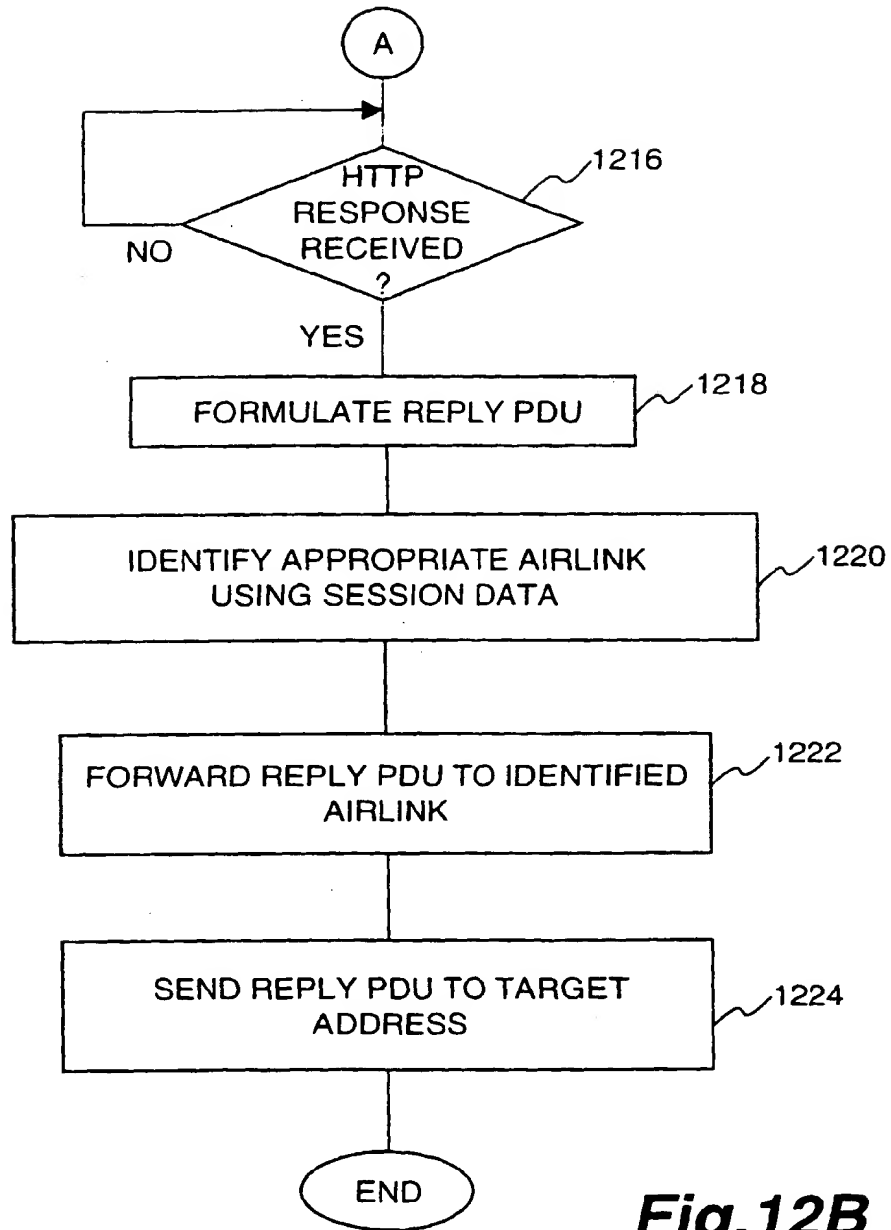 A
HTTP
RESPONSE
RECEIVED
?
1216
NO
YES
FORMULATE REPLY PDU
1218
IDENTIFY APPROPRIATE AIRLINK
USING SESSION DATA
1220
FORWARD REPLY PDU TO IDENTIFIED
AIRLINK
1222
SEND REPLY PDU TO TARGET
ADDRESS
1224
END
Fig.12B